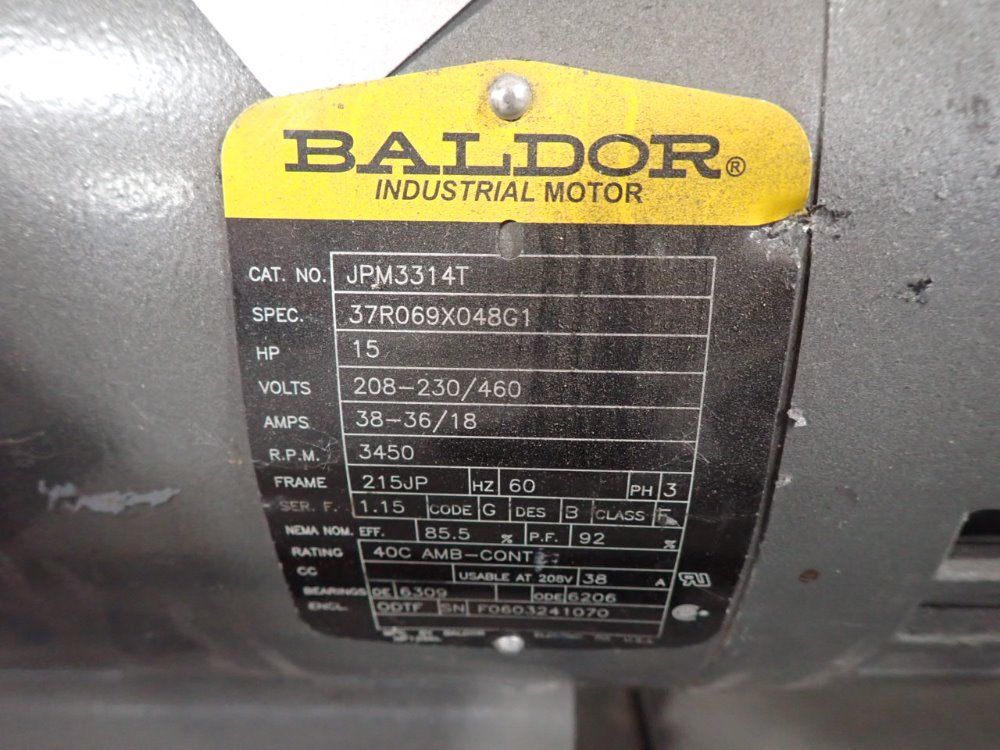 BALDOR®
INDUSTRIAL MOTOR
CAT. NO. JPM3314T
SPEC. 37R069X048G1
HP 15
VOLTS 208-230/460
AMPS 38-36/18
R.P.M. 3450
FRAME 215JP HZ 60 PH 3
SER. F. 1.15 CODE G DES B CLASS F
NEMA NOM. EFF. 85.5 % P.F. 92 %
RATING 40C AMB-CONT
CC USABLE AT 208V 38 A
BEARINGS DE 6309 ODE 6206
ENCL. ODTF SN F0603241070
BALDOR U.S.A.